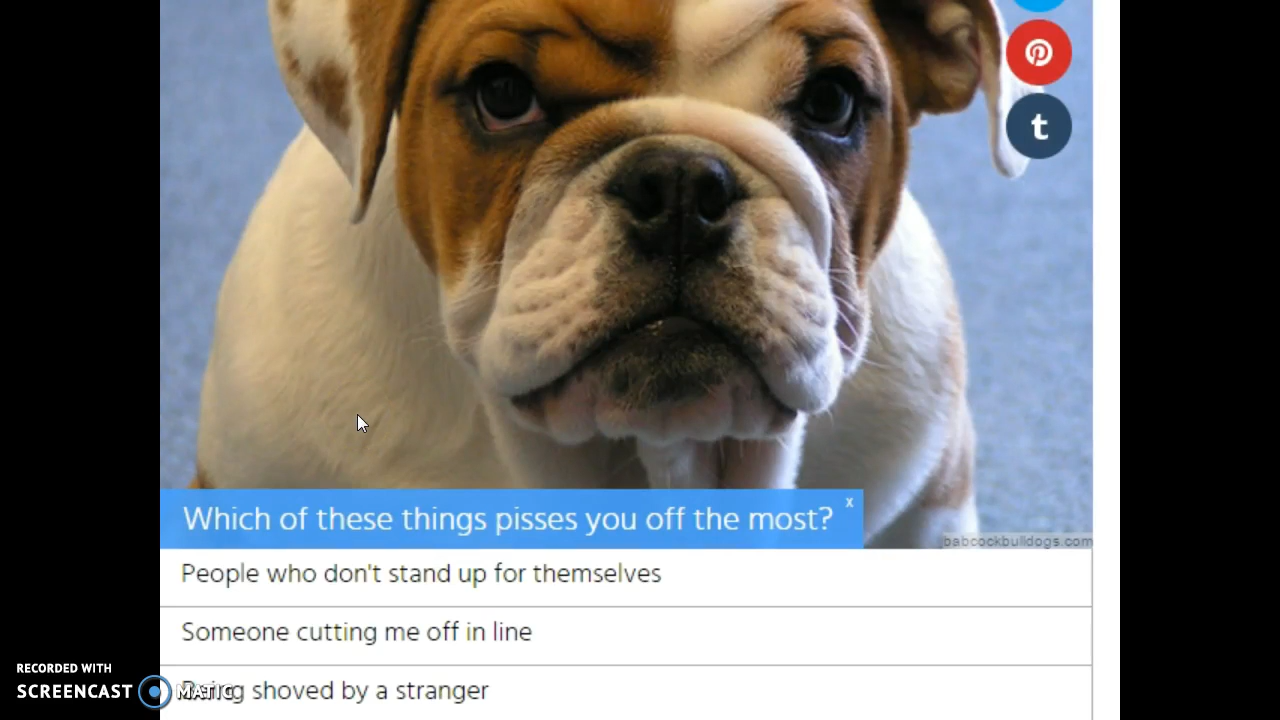 t
Which of these things pisses you off the most?
x
babcockbulldogs.com
People who don't stand up for themselves
Someone cutting me off in line
shoved by a stranger
RECORDED WITH
SCREENCAST MATIC